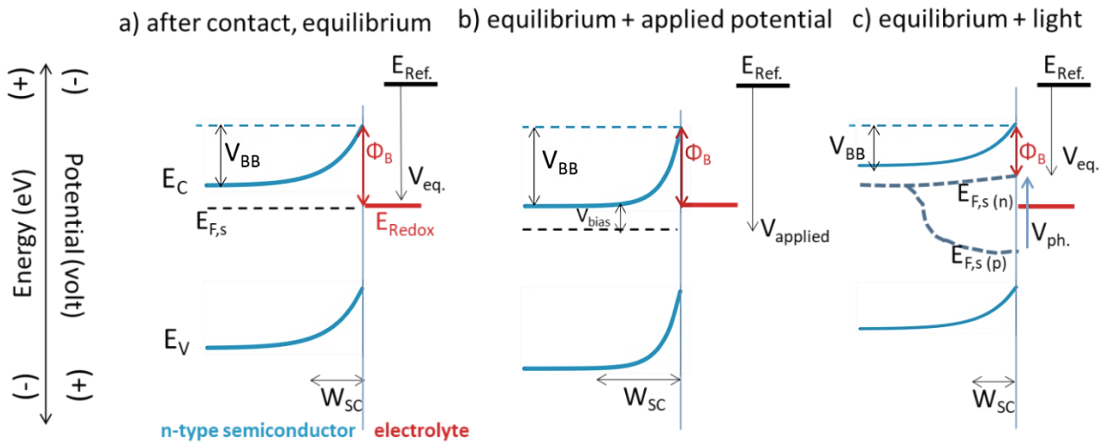 a) after contact, equilibrium
b) equilibrium + applied potential
c) equilibrium + light
(+)
(-)
Energy (eV)
Potential (volt)
(-)
(+)
E_Ref.
V_BB
Φ_B
V_eq.
E_C
E_F,s
E_Redox
E_V
W_SC
n-type semiconductor
electrolyte
E_Ref.
V_BB
Φ_B
V_bias
V_applied
W_SC
E_Ref.
V_BB
Φ_B
V_eq.
E_F,s (n)
V_ph.
E_F,s (p)
W_SC